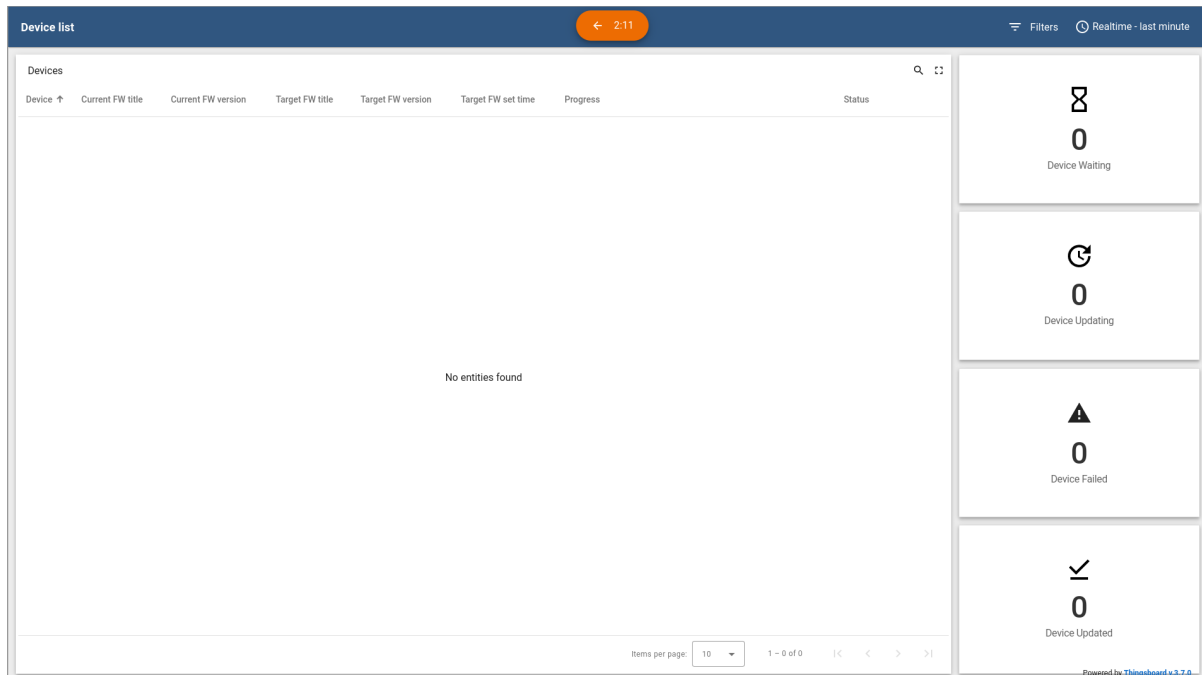 Device list
2:11
Filters
Realtime - last minute
Devices
Device
Current FW title
Current FW version
Target FW title
Target FW version
Target FW set time
Progress
Status
No entities found
Items per page:
10
1 – 0 of 0
0
Device Waiting
0
Device Updating
0
Device Failed
0
Device Updated
Powered by Thingsboard v.3.7.0